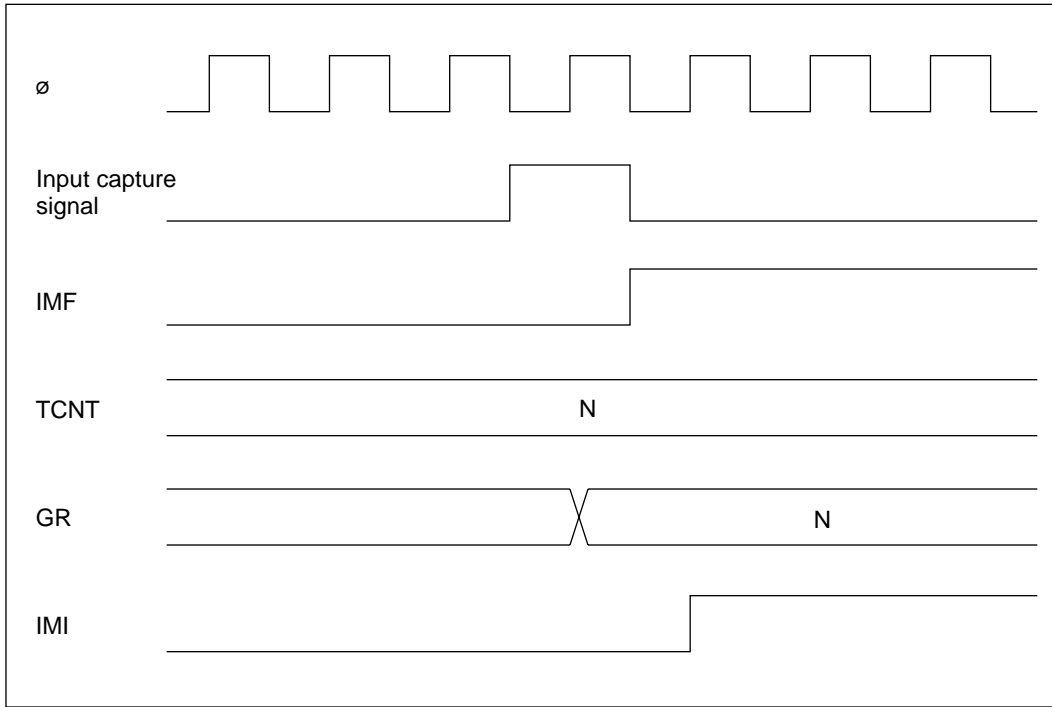 ø
Input capture
signal
IMF
TCNT
N
GR
N
IMI